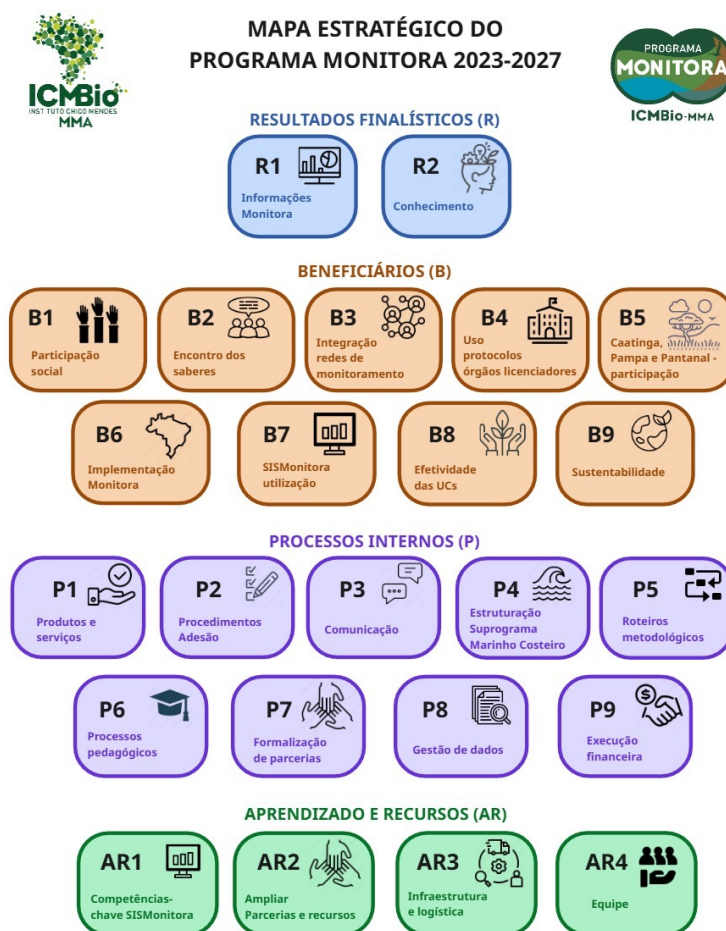 MAPA ESTRATÉGICO DO
PROGRAMA MONITORA 2023-2027
ICMBio
INST TUTO CHICO MENDES
MMA
PROGRAMA
MONITORA
ICMBio-MMA
RESULTADOS FINALÍSTICOS (R)
R1
Informações
Monitora
R2
Conhecimento
BENEFICIÁRIOS (B)
B1
Participação
social
B2
Encontro dos
saberes
B3
Integração
redes de
monitoramento
B4
Uso
protocolos
órgãos licenciadores
B5
Caatinga,
Pampa e Pantanal -
participação
B6
Implementação
Monitora
B7
SISMonitora
utilização
B8
Efetividade
das UCs
B9
Sustentabilidade
PROCESSOS INTERNOS (P)
P1
Produtos e
serviços
P2
Procedimentos
Adesão
P3
Comunicação
P4
Estruturação
Suprograma
Marinho Costeiro
P5
Roteiros
metodológicos
P6
Processos
pedagógicos
P7
Formalização
de parcerias
P8
Gestão de dados
P9
Execução
financeira
APRENDIZADO E RECURSOS (AR)
AR1
Competências-
chave SISMonitora
AR2
Ampliar
Parcerias e recursos
AR3
Infraestrutura
e logística
AR4
Equipe